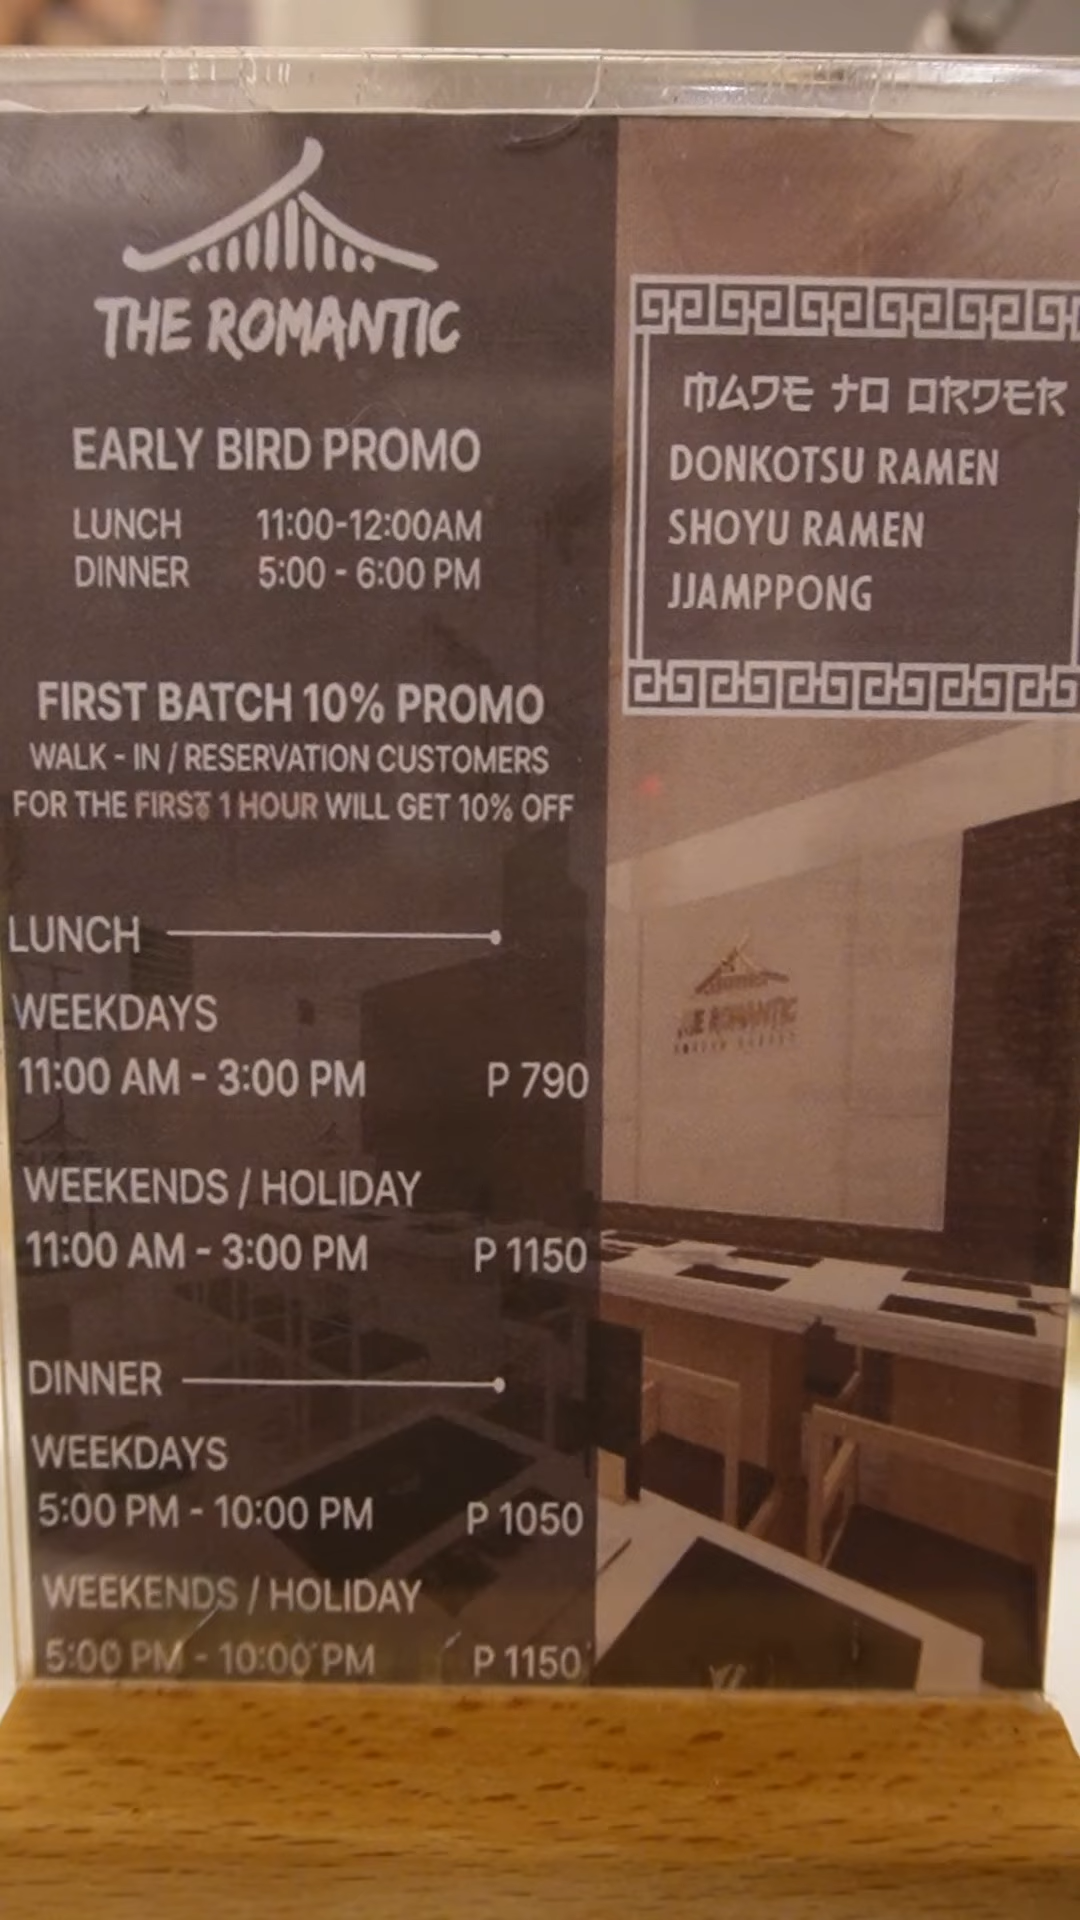 THE ROMANTIC
EARLY BIRD PROMO
LUNCH 11:00-12:00AM
DINNER 5:00 - 6:00 PM
FIRST BATCH 10% PROMO
WALK - IN / RESERVATION CUSTOMERS
FOR THE FIRST 1 HOUR WILL GET 10% OFF
LUNCH
WEEKDAYS
11:00 AM - 3:00 PM P 790
WEEKENDS / HOLIDAY
11:00 AM - 3:00 PM P 1150
DINNER
WEEKDAYS
5:00 PM - 10:00 PM P 1050
WEEKENDS / HOLIDAY
5:00 PM - 10:00 PM P 1150
MADE TO ORDER
DONKOTSU RAMEN
SHOYU RAMEN
JJAMPPONG
THE ROMANTIC